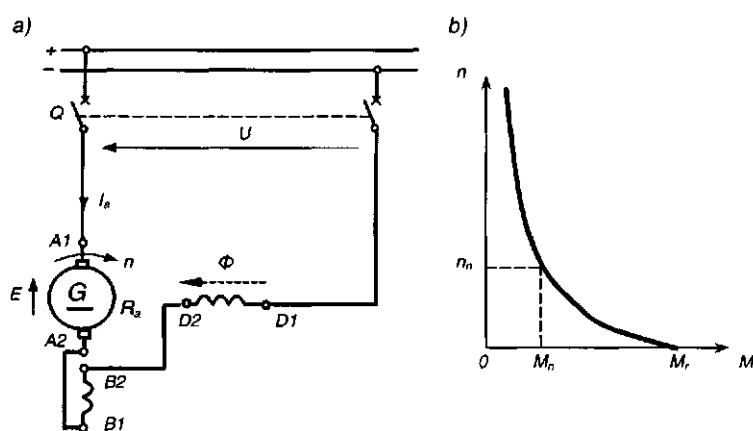 a)
+
-
Q
U
I_a
A1
n
E
G
R_a
Φ
A2
D2
D1
B2
B1
b)
n
n_n
0
M_n
M_r
M